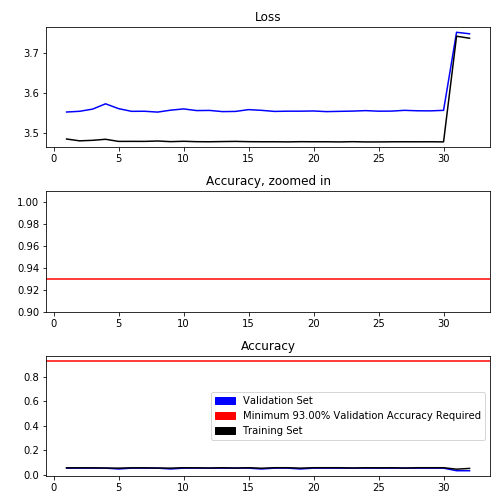 Loss
3.7
3.6
3.5
0 5 10 15 20 25 30
Accuracy, zoomed in
1.00
0.98
0.96
0.94
0.92
0.90
0 5 10 15 20 25 30
Accuracy
0.8
0.6
0.4
0.2
0.0
Validation Set
Minimum 93.00% Validation Accuracy Required
Training Set
0 5 10 15 20 25 30